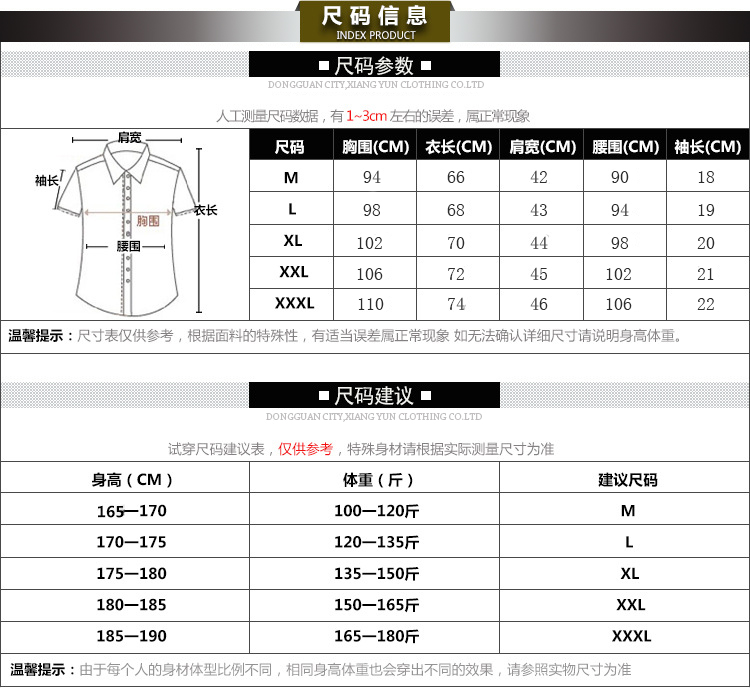 尺码信息
INDEX PRODUCT
尺码参数
DONGGUAN CITY,XIANG YUN CLOTHING CO.LTD
人工测量尺码数据，有 1~3cm 左右的误差，属正常现象
肩宽
袖长
衣长
胸围
腰围
尺码 胸围(CM) 衣长(CM) 肩宽(CM) 腰围(CM) 袖长(CM)
M 94 66 42 90 18
L 98 68 43 94 19
XL 102 70 44 98 20
XXL 106 72 45 102 21
XXXL 110 74 46 106 22
温馨提示：尺寸表仅供参考，根据面料的特殊性，有适当误差属正常现象 如无法确认详细尺寸请说明身高体重。
尺码建议
DONGGUAN CITY,XIANG YUN CLOTHING CO.LTD
试穿尺码建议表，仅供参考，特殊身材请根据实际测量尺寸为准
身高（CM） 体重（斤） 建议尺码
165—170 100—120斤 M
170—175 120—135斤 L
175—180 135—150斤 XL
180—185 150—165斤 XXL
185—190 165—180斤 XXXL
温馨提示：由于每个人的身材体型比例不同，相同身高体重也会穿出不同的效果，请参照实物尺寸为准